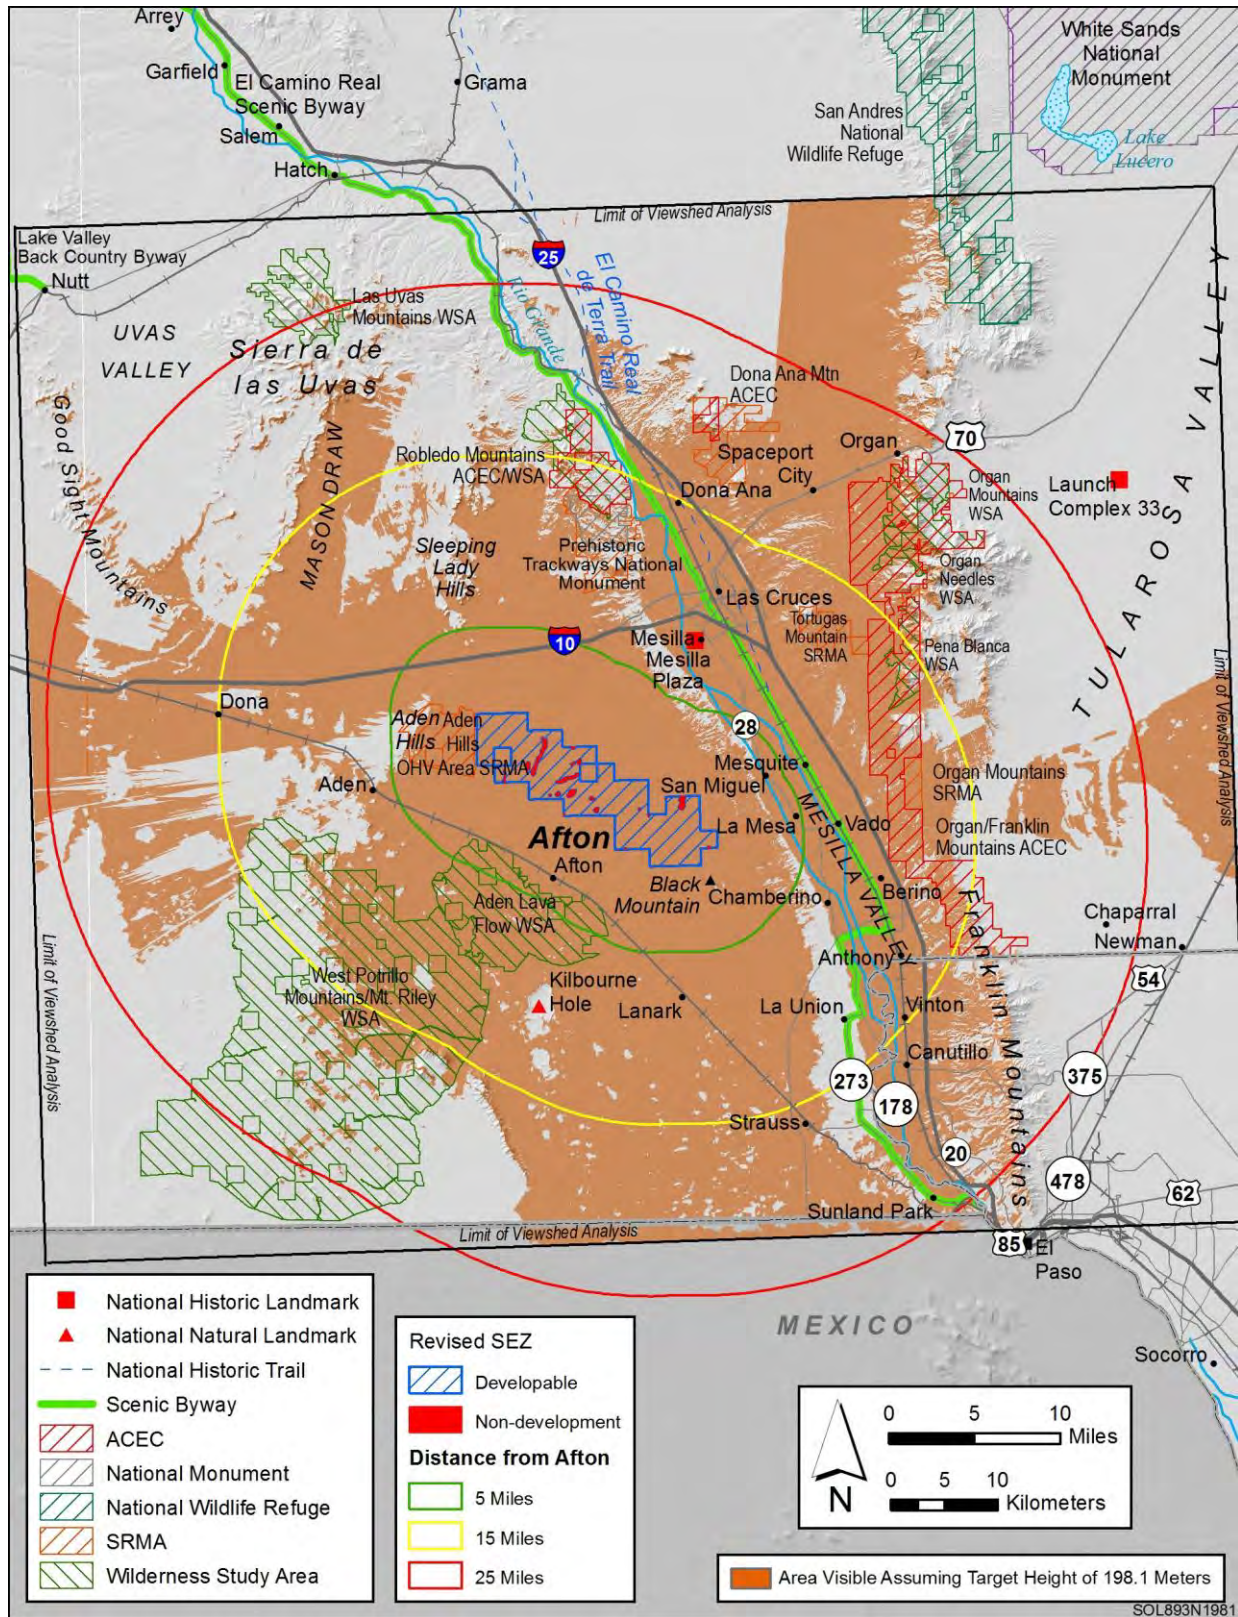 Arrey
Garfield
El Camino Real
Scenic Byway
Salem
Hatch
Grama
White Sands
National
Monument
San Andres
National
Wildlife Refuge
Lake
Lucero
Limit of Viewshed Analysis
Lake Valley
Back Country Byway
Nutt
25
El Camino Real
de Terra Trail
Rio Grande
Las Uvas
Mountains WSA
UVAS
VALLEY
Sierra de
las Uvas
Good Sight Mountains
MASON DRAW
Dona Ana Mtn
ACEC
Robledo Mountains
ACEC/WSA
Spaceport
City
Organ
70
Dona Ana
Organ
Mountains
WSA
Launch
Complex 33
TULAROSA VALLEY
Sleeping
Lady
Hills
Prehistoric
Trackways National
Monument
Organ
Needles
WSA
Las Cruces
10
Mesilla
Mesilla
Plaza
Tortugas
Mountain
SRMA
Pena Blanca
WSA
Limit of Viewshed Analysis
Dona
Aden
Hills
Aden
Hills
OHV Area SRMA
28
Mesquite
San Miguel
Organ Mountains
SRMA
Aden
La Mesa
Vado
MESILLA VALLEY
Organ/Franklin
Mountains ACEC
Afton
Afton
Black
Mountain
Berino
Chamberino
Aden Lava
Flow WSA
Franklin Mountains
Chaparral
Newman
Anthony
54
Limit of Viewshed Analysis
West Potrillo
Mountains/Mt. Riley
WSA
Kilbourne
Hole
Lanark
La Union
Vinton
Canutillo
273
178
375
Strauss
20
478
62
Sunland Park
Limit of Viewshed Analysis
85
El
Paso
MEXICO
Socorro
National Historic Landmark
National Natural Landmark
National Historic Trail
Scenic Byway
ACEC
National Monument
National Wildlife Refuge
SRMA
Wilderness Study Area
Revised SEZ
Developable
Non-development
Distance from Afton
5 Miles
15 Miles
25 Miles
N
0 5 10
Miles
0 5 10
Kilometers
Area Visible Assuming Target Height of 198.1 Meters
SOL893N1981